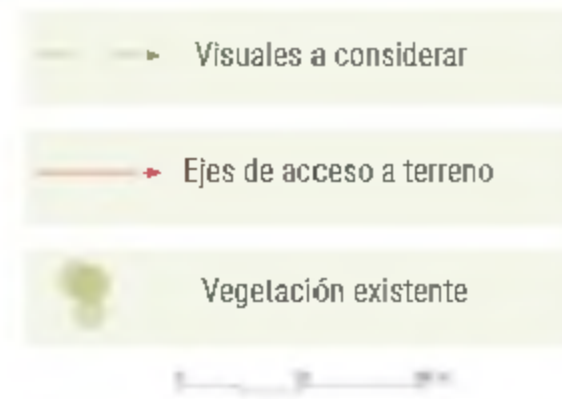 Visuales a considerar
Ejes de acceso a terreno
Vegetación existente